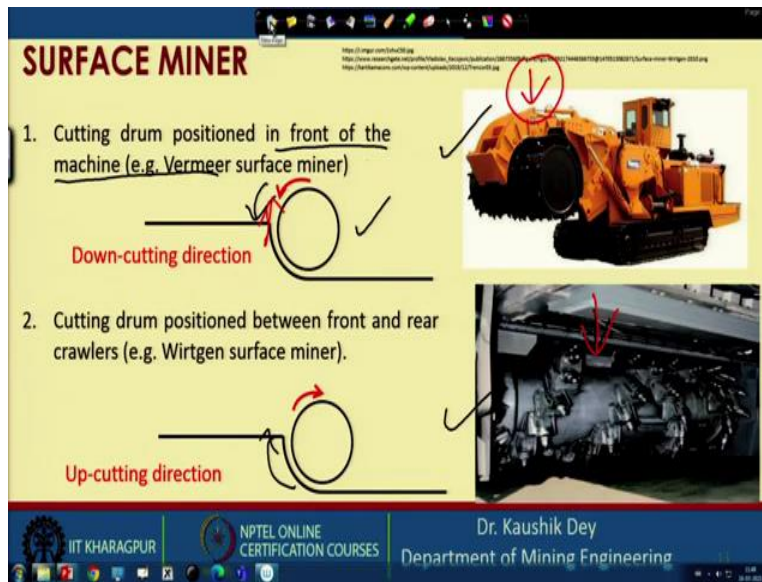 Page
SURFACE MINER
1. Cutting drum positioned in front of the
machine (e.g. Vermeer surface miner)
Down-cutting direction
2. Cutting drum positioned between front and rear
crawlers (e.g. Wirtgen surface miner).
Up-cutting direction
IIT KHARAGPUR
NPTEL ONLINE
CERTIFICATION COURSES
Dr. Kaushik Dey
Department of Mining Engineering